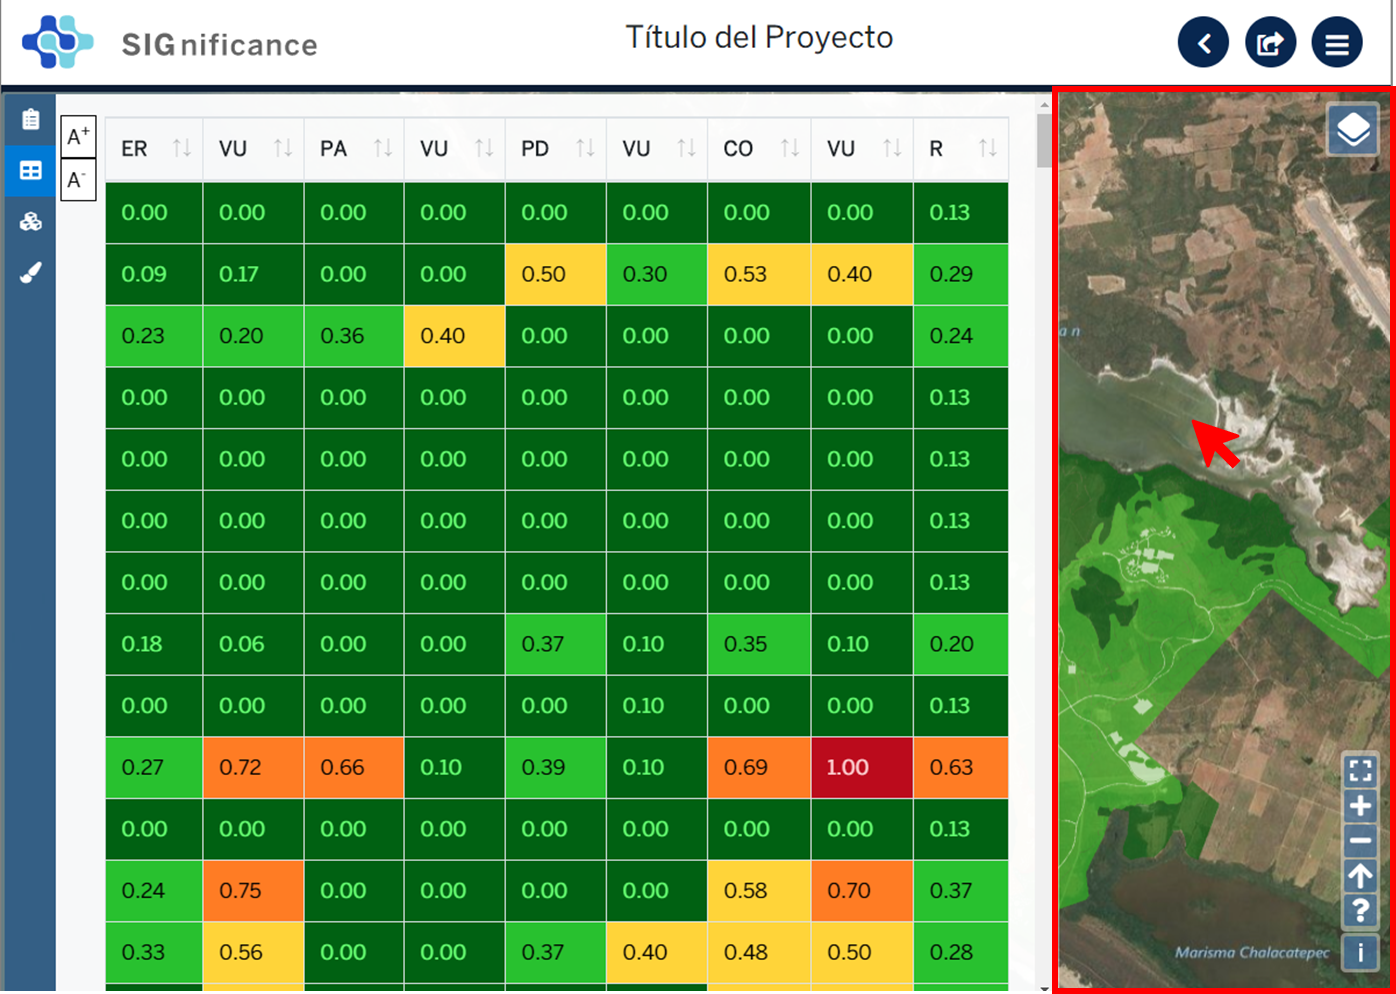 SIGnificance
Título del Proyecto
A+
A-
ER VU PA VU PD VU CO VU R
0.00 0.00 0.00 0.00 0.00 0.00 0.00 0.00 0.13
0.09 0.17 0.00 0.00 0.50 0.30 0.53 0.40 0.29
0.23 0.20 0.36 0.40 0.00 0.00 0.00 0.00 0.24
0.00 0.00 0.00 0.00 0.00 0.00 0.00 0.00 0.13
0.00 0.00 0.00 0.00 0.00 0.00 0.00 0.00 0.13
0.00 0.00 0.00 0.00 0.00 0.00 0.00 0.00 0.13
0.00 0.00 0.00 0.00 0.00 0.00 0.00 0.00 0.13
0.18 0.06 0.00 0.00 0.37 0.10 0.35 0.10 0.20
0.00 0.00 0.00 0.00 0.00 0.10 0.00 0.00 0.13
0.27 0.72 0.66 0.10 0.39 0.10 0.69 1.00 0.63
0.00 0.00 0.00 0.00 0.00 0.00 0.00 0.00 0.13
0.24 0.75 0.00 0.00 0.00 0.00 0.58 0.70 0.37
0.33 0.56 0.00 0.00 0.37 0.40 0.48 0.50 0.28
an
Marisma Chalacatepec